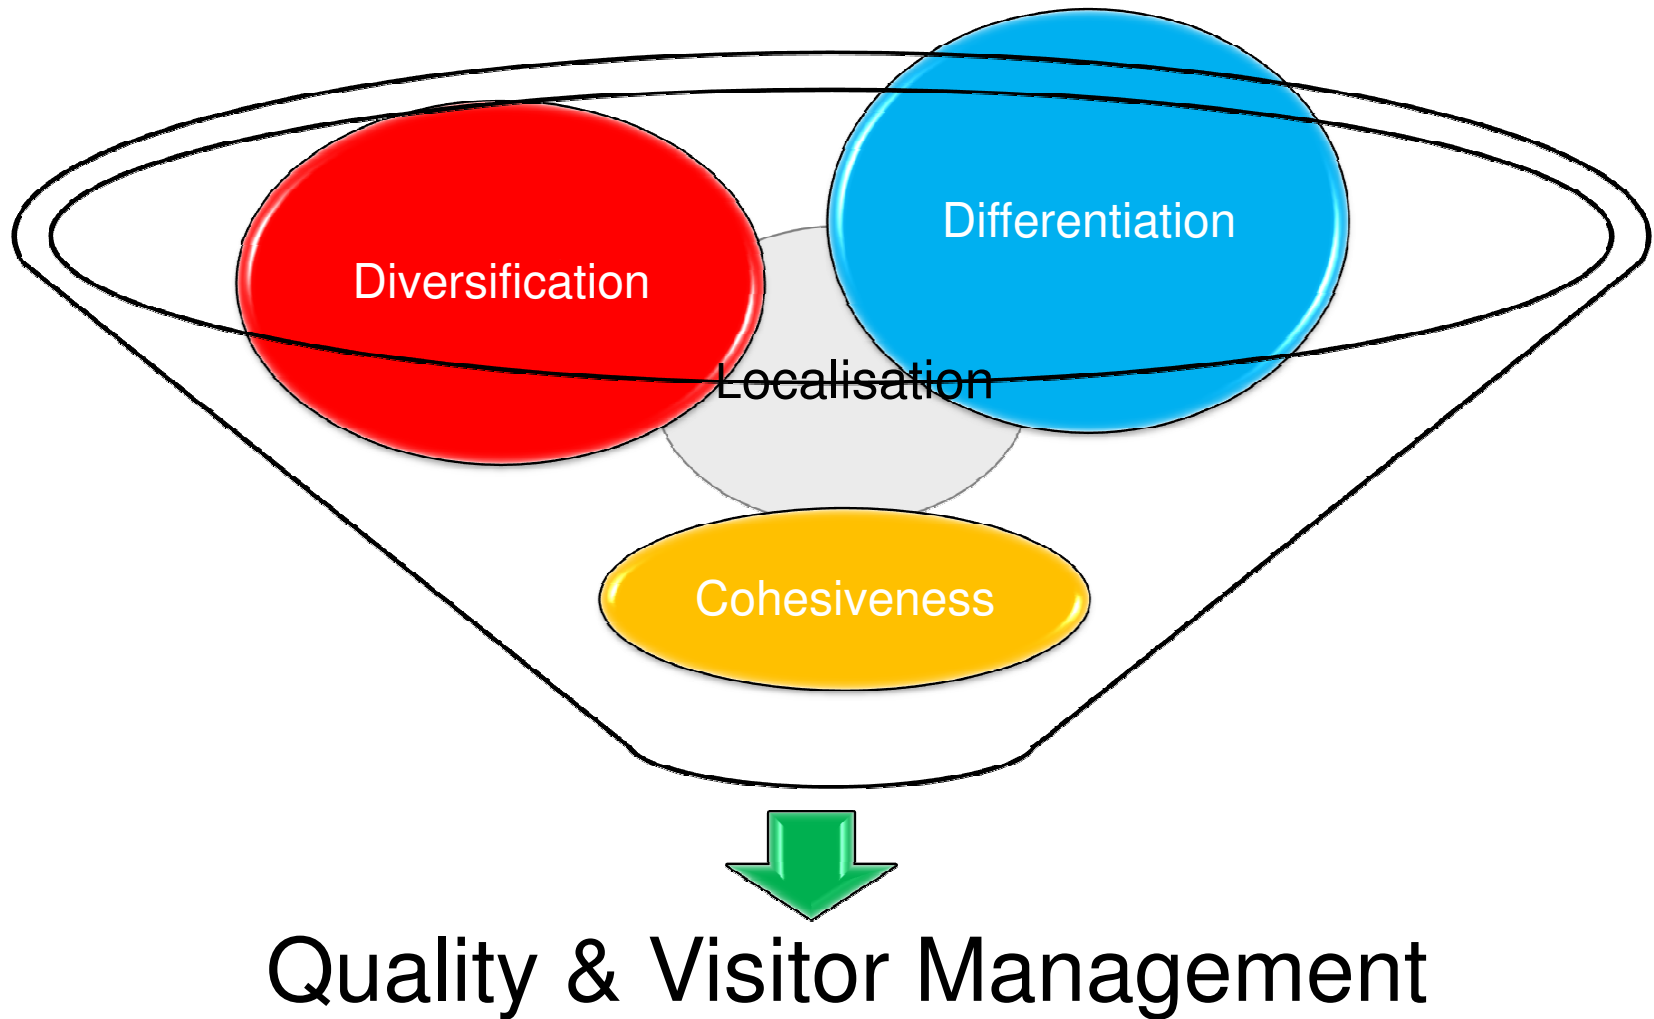 Differentiation
Diversification
Localisation
Cohesiveness
Quality & Visitor Management